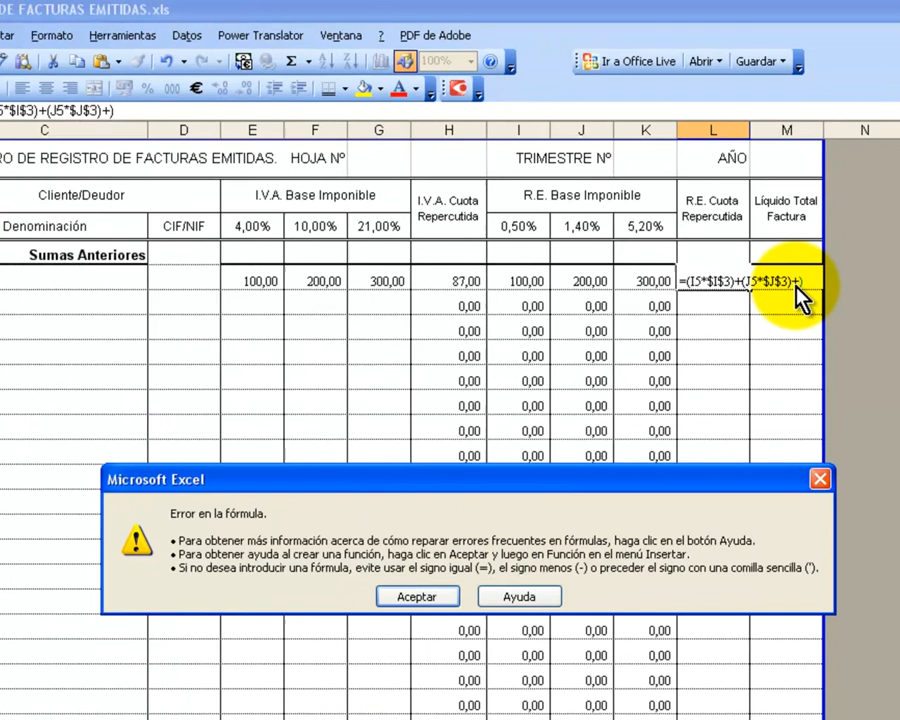 DE FACTURAS EMITIDAS.xls
tar Formato Herramientas Datos Power Translator Ventana ? PDF de Adobe
100% Ir a Office Live Abrir Guardar
% 000 €
5*$I$3)+(J5*$J$3)+)
C D E F G H I J K L M N
RO DE REGISTRO DE FACTURAS EMITIDAS. HOJA Nº TRIMESTRE Nº AÑO
Cliente/Deudor I.V.A. Base Imponible I.V.A. Cuota Repercutida R.E. Base Imponible R.E. Cuota Repercutida Líquido Total Factura
Denominación CIF/NIF 4,00% 10,00% 21,00% 0,50% 1,40% 5,20%
Sumas Anteriores
100,00 200,00 300,00 87,00 100,00 200,00 300,00 =(I5*$I$3)+(J5*$J$3)+)
0,00 0,00 0,00 0,00
0,00 0,00 0,00 0,00
0,00 0,00 0,00 0,00
0,00 0,00 0,00 0,00
0,00 0,00 0,00 0,00
0,00 0,00 0,00 0,00
0,00 0,00 0,00 0,00
Microsoft Excel
Error en la fórmula.
• Para obtener más información acerca de cómo reparar errores frecuentes en fórmulas, haga clic en el botón Ayuda.
• Para obtener ayuda al crear una función, haga clic en Aceptar y luego en Función en el menú Insertar.
• Si no desea introducir una fórmula, evite usar el signo igual (=), el signo menos (-) o preceder el signo con una comilla sencilla (').
Aceptar Ayuda
0,00 0,00 0,00 0,00
0,00 0,00 0,00 0,00
0,00 0,00 0,00 0,00
0,00 0,00 0,00 0,00